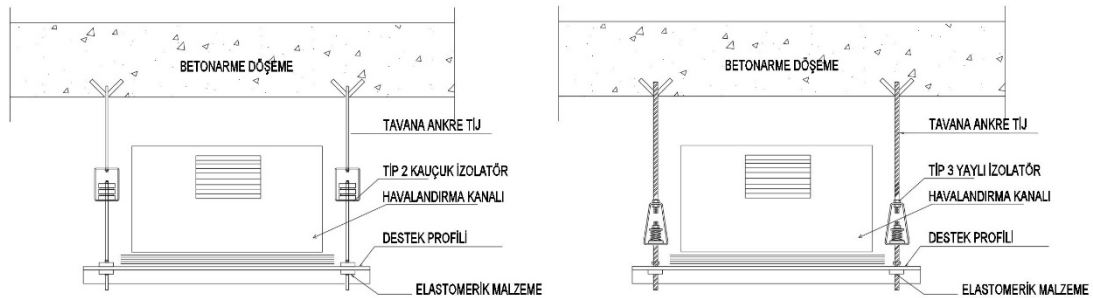 BETONARME DÖŞEME
TAVANA ANKRE TİJ
TİP 2 KAUÇUK İZOLATÖR
HAVALANDIRMA KANALI
DESTEK PROFİLİ
ELASTOMERİK MALZEME
BETONARME DÖŞEME
TAVANA ANKRE TİJ
TİP 3 YAYLI İZOLATÖR
HAVALANDIRMA KANALI
DESTEK PROFİLİ
ELASTOMERİK MALZEME